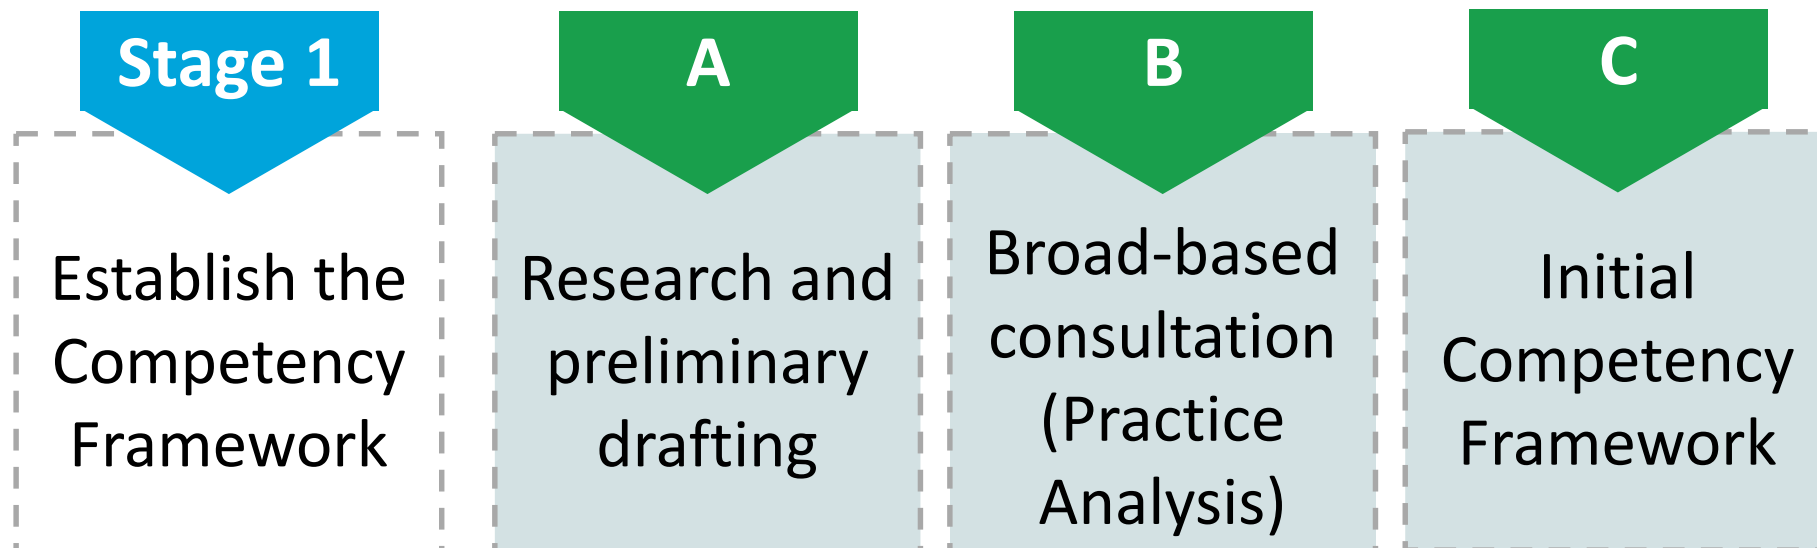 Stage 1
Establish the
Competency
Framework
A
Research and
preliminary
drafting
B
Broad-based
consultation
(Practice
Analysis)
C
Initial
Competency
Framework